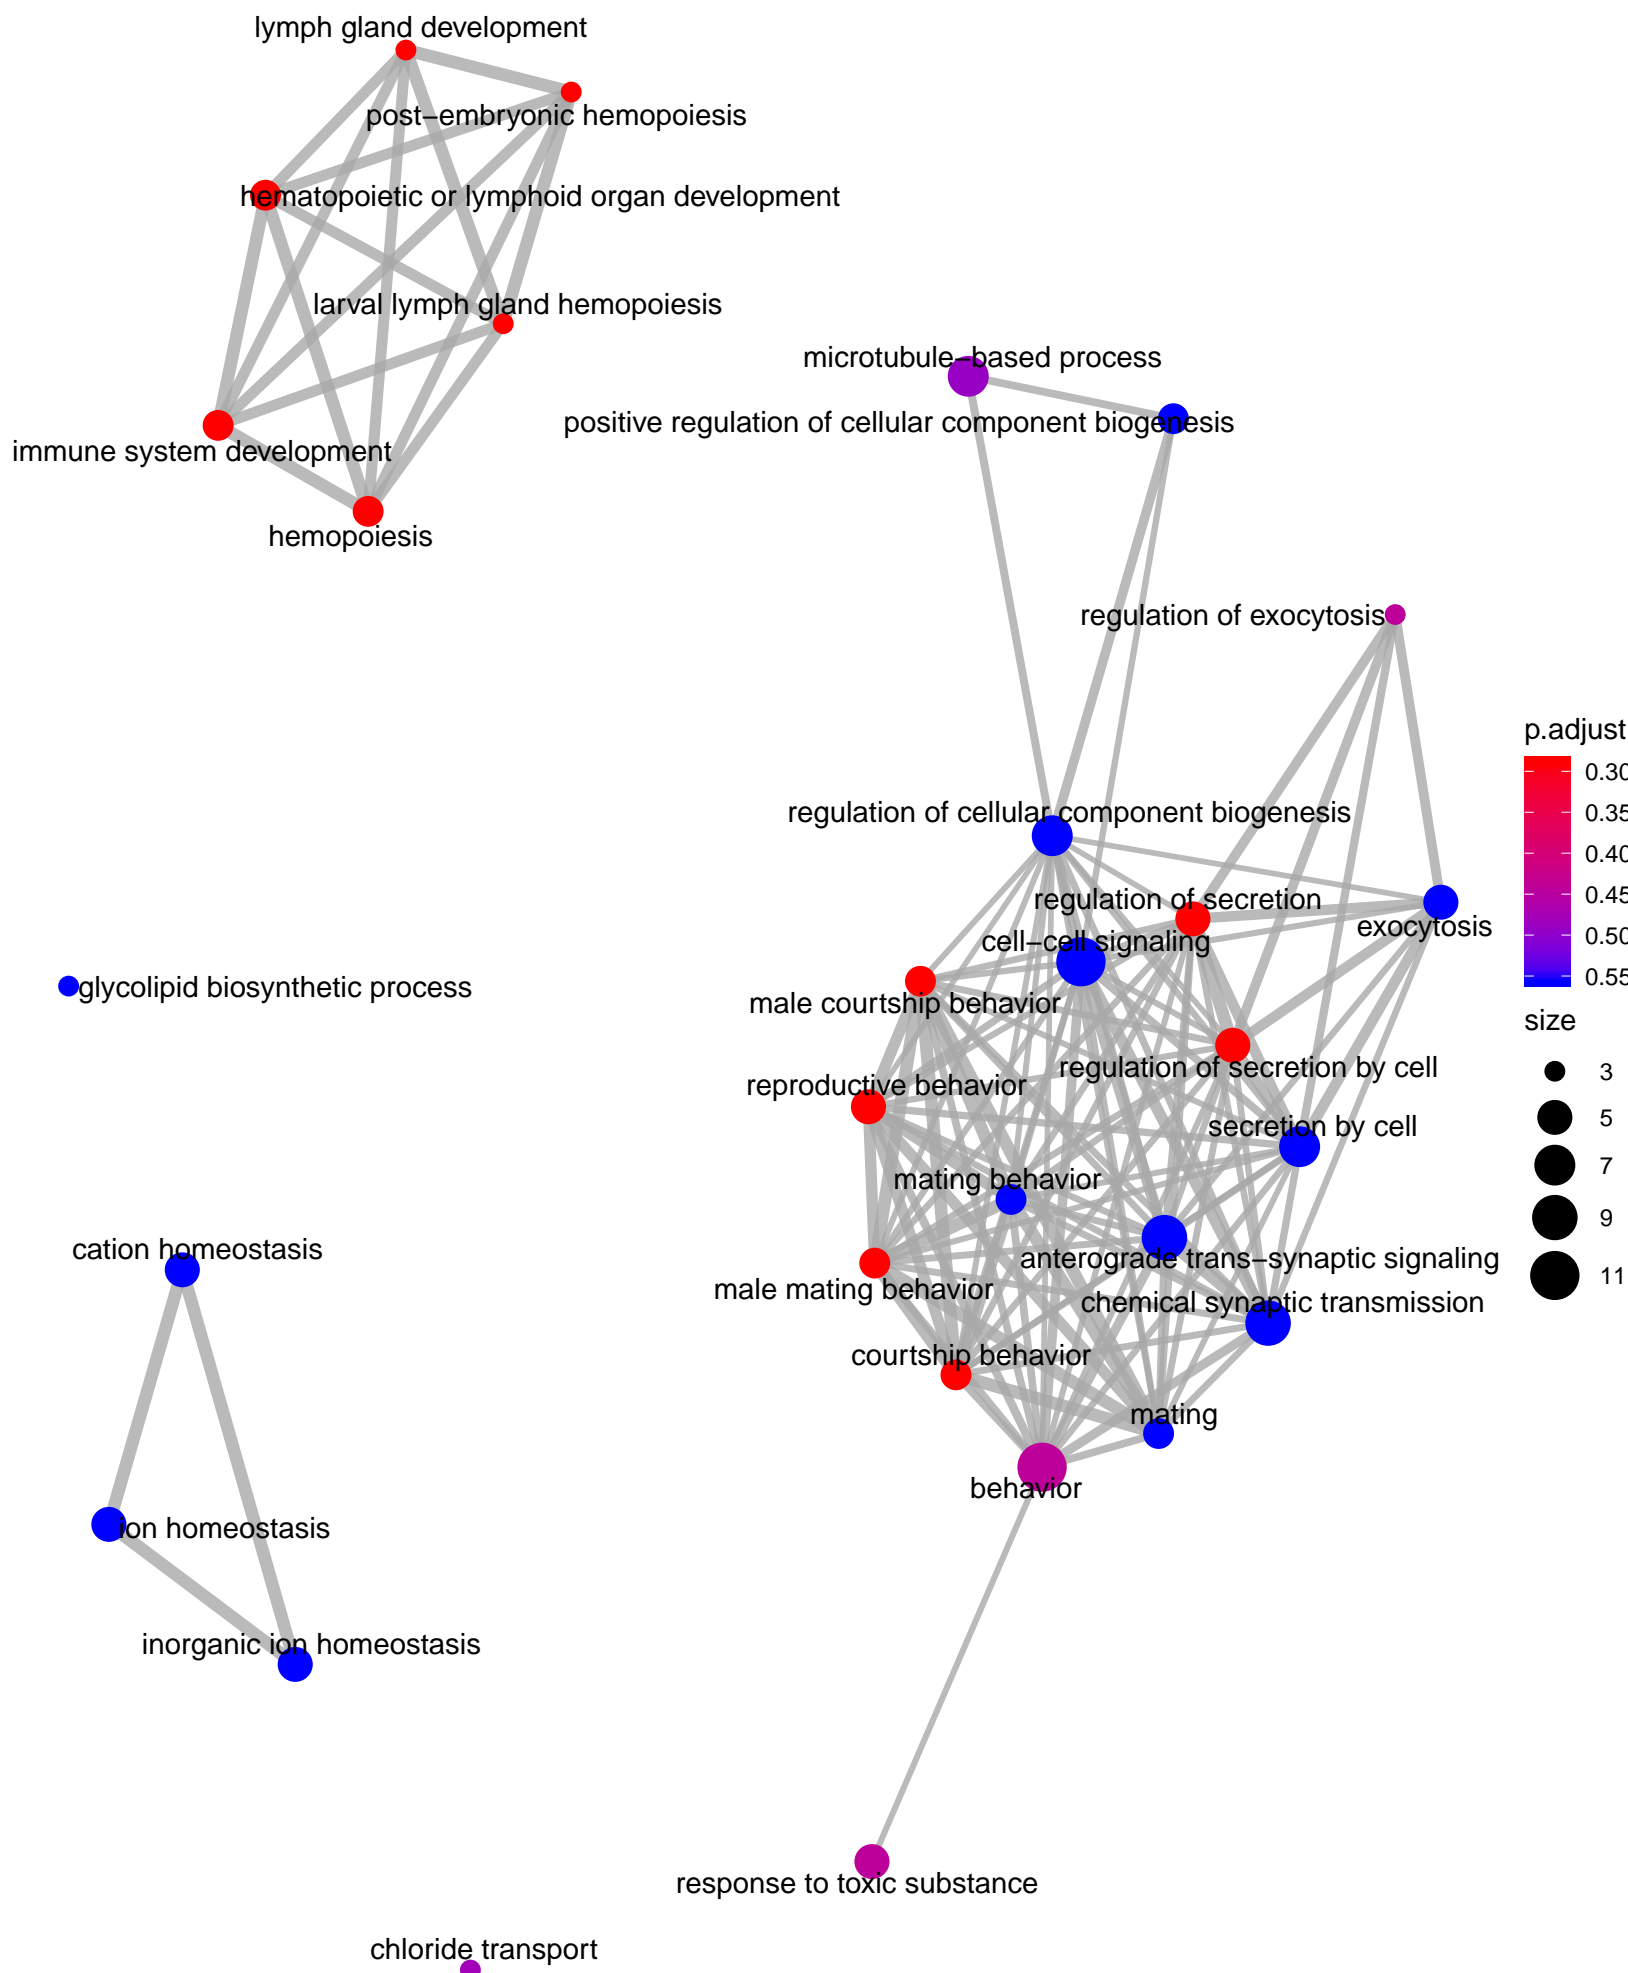 lymph gland development
post−embryonic hemopoiesis
hematopoietic or lymphoid organ development
larval lymph gland hemopoiesis
microtubule−based process
positive regulation of cellular component biogenesis
immune system development
hemopoiesis
regulation of exocytosis
p.adjust
0.30
0.35
0.40
0.45
0.50
0.55
regulation of cellular component biogenesis
regulation of secretion
exocytosis
cell−cell signaling
glycolipid biosynthetic process
male courtship behavior
size
3
5
7
9
11
regulation of secretion by cell
reproductive behavior
secretion by cell
mating behavior
cation homeostasis
anterograde trans−synaptic signaling
male mating behavior
chemical synaptic transmission
courtship behavior
mating
behavior
ion homeostasis
inorganic ion homeostasis
response to toxic substance
chloride transport